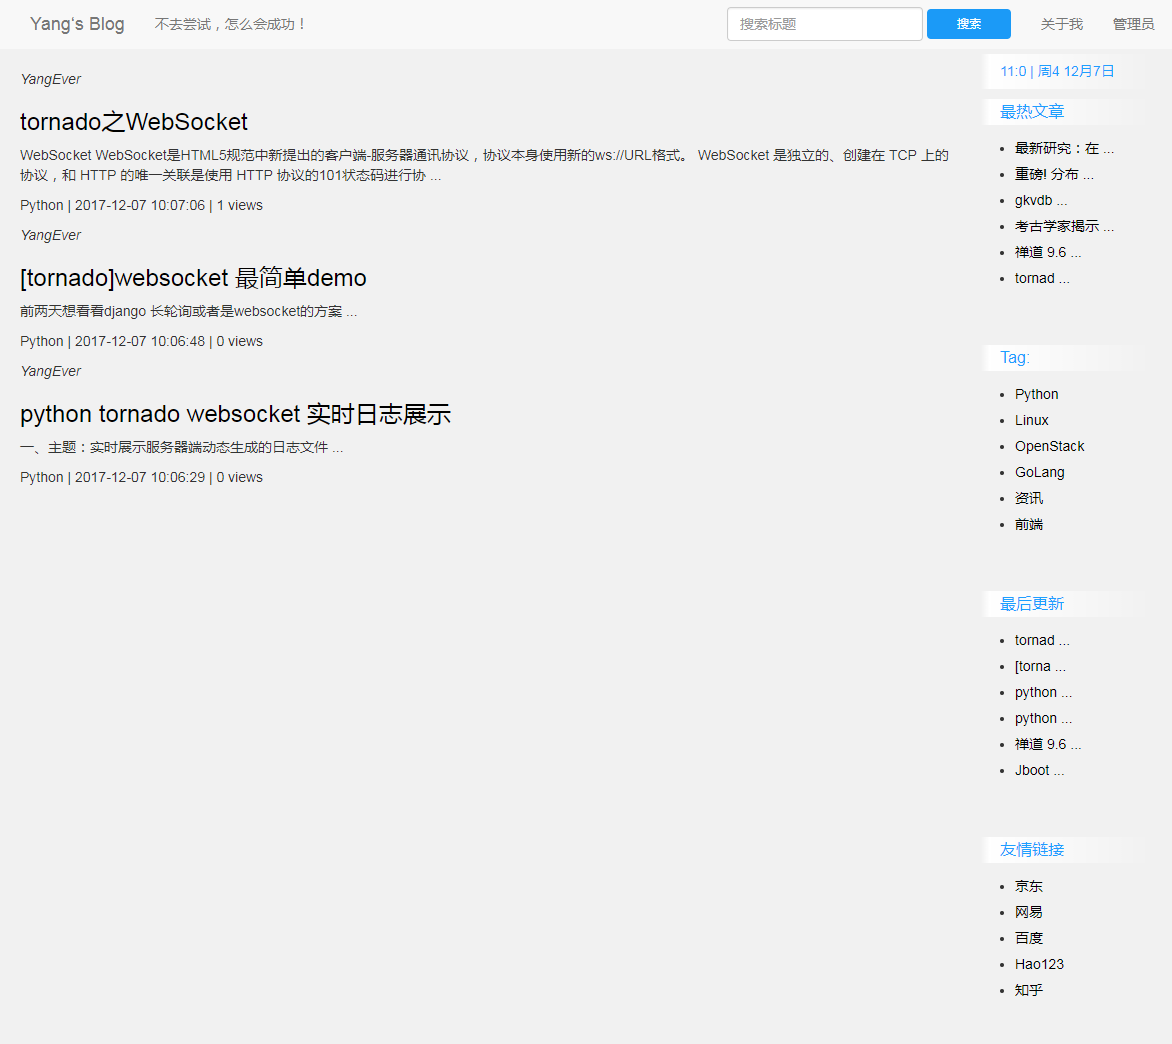 Yang's Blog 不去尝试，怎么会成功！ 搜索标题 搜索 关于我 管理员
YangEver
tornado之WebSocket
WebSocket WebSocket是HTML5规范中新提出的客户端-服务器通讯协议，协议本身使用新的ws://URL格式。 WebSocket 是独立的、创建在 TCP 上的
协议，和 HTTP 的唯一关联是使用 HTTP 协议的101状态码进行协 ...
Python | 2017-12-07 10:07:06 | 1 views
YangEver
[tornado]websocket 最简单demo
前两天想看看django 长轮询或者是websocket的方案 ...
Python | 2017-12-07 10:06:48 | 0 views
YangEver
python tornado websocket 实时日志展示
一、主题：实时展示服务器端动态生成的日志文件 ...
Python | 2017-12-07 10:06:29 | 0 views
11:0 | 周4 12月7日
最热文章
最新研究：在 ...
重磅! 分布 ...
gkvdb ...
考古学家揭示 ...
禅道 9.6 ...
tornad ...
Tag:
Python
Linux
OpenStack
GoLang
资讯
前端
最后更新
tornad ...
[torna ...
python ...
python ...
禅道 9.6 ...
Jboot ...
友情链接
京东
网易
百度
Hao123
知乎